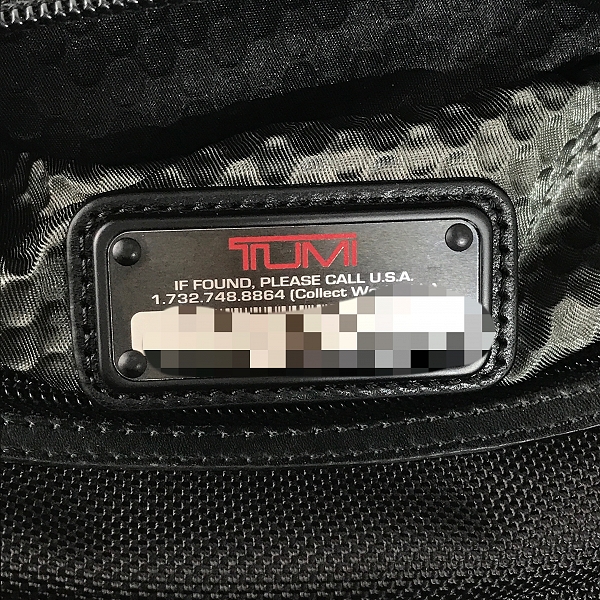 TUMI
IF FOUND, PLEASE CALL U.S.A.
1.732.748.8864 (Collect